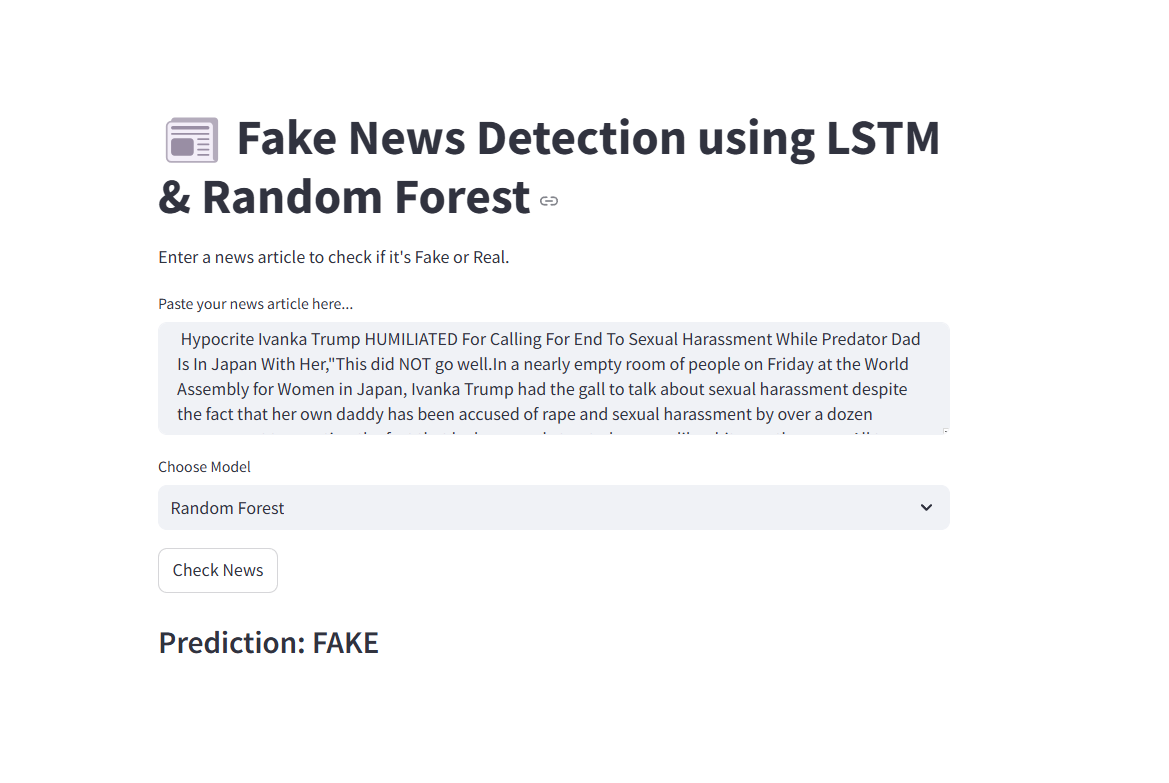 Fake News Detection using LSTM
& Random Forest
Enter a news article to check if it's Fake or Real.
Paste your news article here...
Hypocrite Ivanka Trump HUMILIATED For Calling For End To Sexual Harassment While Predator Dad
Is In Japan With Her,"This did NOT go well.In a nearly empty room of people on Friday at the World
Assembly for Women in Japan, Ivanka Trump had the gall to talk about sexual harassment despite
the fact that her own daddy has been accused of rape and sexual harassment by over a dozen
Choose Model
Random Forest
Check News
Prediction: FAKE